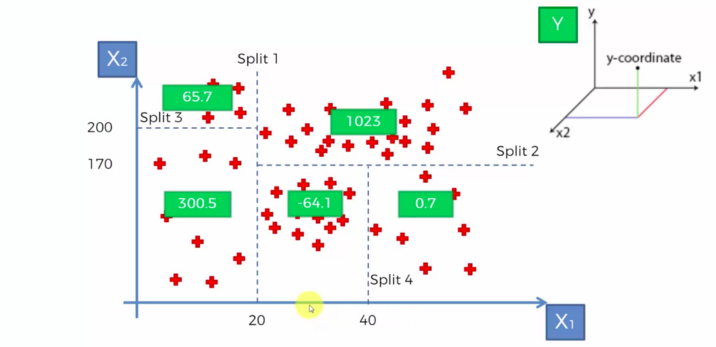 X2
Split 1
Y
y
y-coordinate
x1
x2
65.7
Split 3
1023
200
170
Split 2
300.5
-64.1
0.7
Split 4
20
40
X1